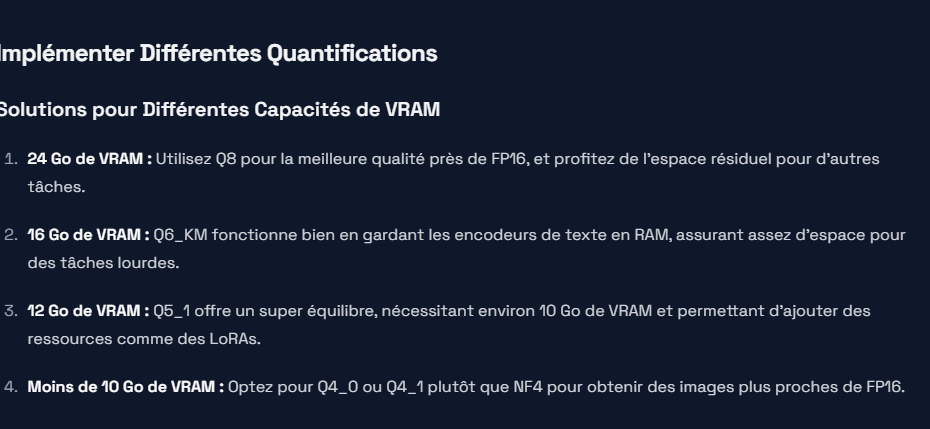 Implémenter Différentes Quantifications
Solutions pour Différentes Capacités de VRAM
1. 24 Go de VRAM : Utilisez Q8 pour la meilleure qualité près de FP16, et profitez de l'espace résiduel pour d'autres
tâches.
2. 16 Go de VRAM : Q6_KM fonctionne bien en gardant les encodeurs de texte en RAM, assurant assez d'espace pour
des tâches lourdes.
3. 12 Go de VRAM : Q5_1 offre un super équilibre, nécessitant environ 10 Go de VRAM et permettant d'ajouter des
ressources comme des LoRAs.
4. Moins de 10 Go de VRAM : Optez pour Q4_0 ou Q4_1 plutôt que NF4 pour obtenir des images plus proches de FP16.